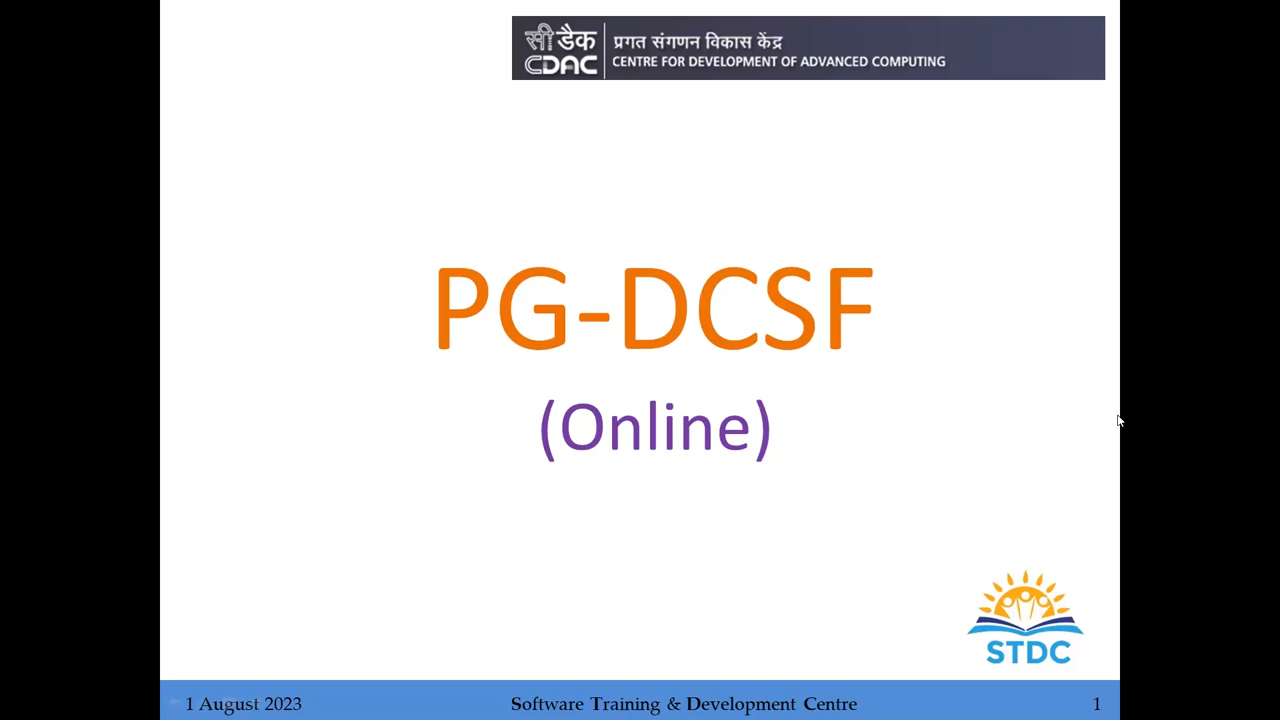 सी डैक
CDAC
प्रगत संगणन विकास केंद्र
CENTRE FOR DEVELOPMENT OF ADVANCED COMPUTING
PG-DCSF
(Online)
STDC
1 August 2023 Software Training & Development Centre 1